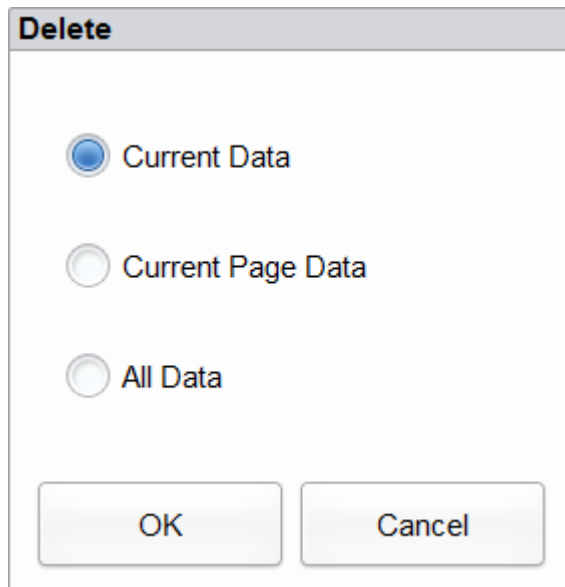 Delete
Current Data
Current Page Data
All Data
OK
Cancel